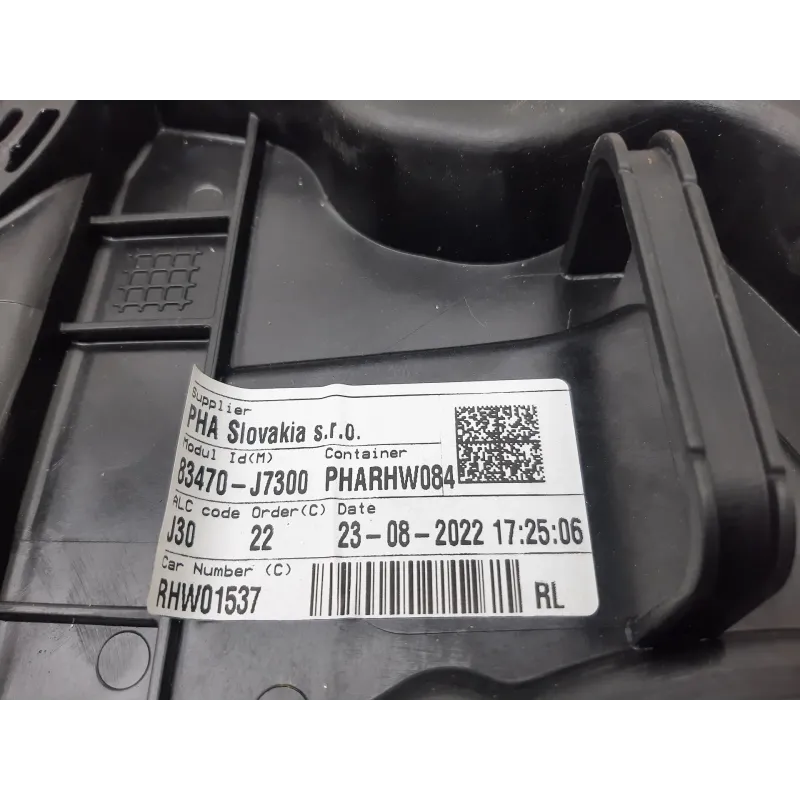 Supplier
PHA Slovakia s.r.o.
Modul Id(M) Container
83470-J7300 PHARHW084
ALC code Order(C) Date
J30 22 23-08-2022 17:25:06
Car Number (C)
RHW01537 RL